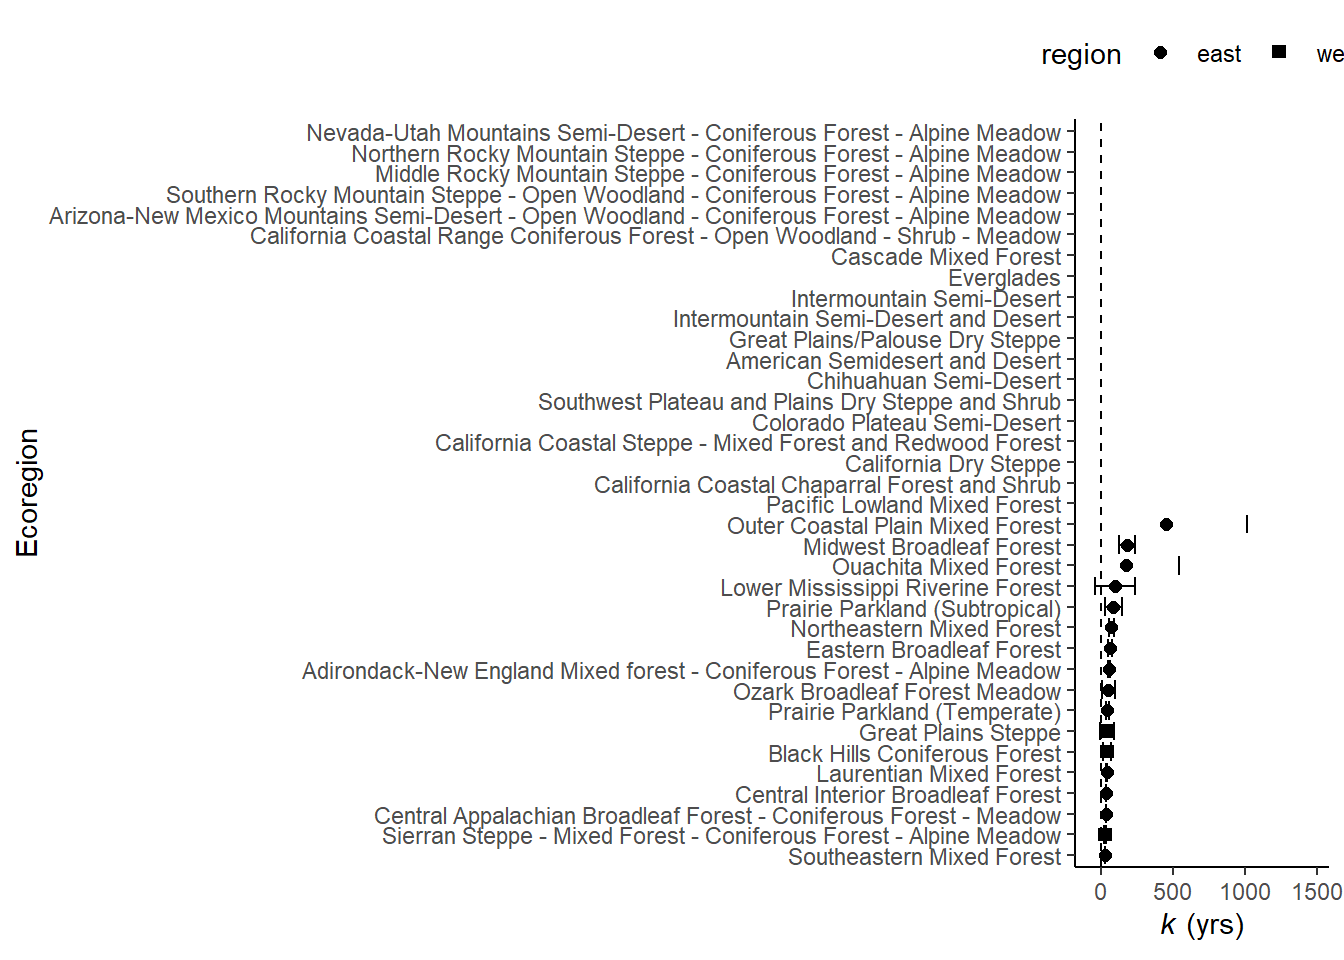 region east we
Nevada-Utah Mountains Semi-Desert - Coniferous Forest - Alpine Meadow
Northern Rocky Mountain Steppe - Coniferous Forest - Alpine Meadow
Middle Rocky Mountain Steppe - Coniferous Forest - Alpine Meadow
Southern Rocky Mountain Steppe - Open Woodland - Coniferous Forest - Alpine Meadow
Arizona-New Mexico Mountains Semi-Desert - Open Woodland - Coniferous Forest - Alpine Meadow
California Coastal Range Coniferous Forest - Open Woodland - Shrub - Meadow
Cascade Mixed Forest
Everglades
Intermountain Semi-Desert
Intermountain Semi-Desert and Desert
Great Plains/Palouse Dry Steppe
American Semidesert and Desert
Chihuahuan Semi-Desert
Southwest Plateau and Plains Dry Steppe and Shrub
Colorado Plateau Semi-Desert
California Coastal Steppe - Mixed Forest and Redwood Forest
California Dry Steppe
California Coastal Chaparral Forest and Shrub
Pacific Lowland Mixed Forest
Outer Coastal Plain Mixed Forest
Midwest Broadleaf Forest
Ouachita Mixed Forest
Lower Mississippi Riverine Forest
Prairie Parkland (Subtropical)
Northeastern Mixed Forest
Eastern Broadleaf Forest
Adirondack-New England Mixed forest - Coniferous Forest - Alpine Meadow
Ozark Broadleaf Forest Meadow
Prairie Parkland (Temperate)
Great Plains Steppe
Black Hills Coniferous Forest
Laurentian Mixed Forest
Central Interior Broadleaf Forest
Central Appalachian Broadleaf Forest - Coniferous Forest - Meadow
Sierran Steppe - Mixed Forest - Coniferous Forest - Alpine Meadow
Southeastern Mixed Forest
Ecoregion
0 500 1000 1500
k (yrs)